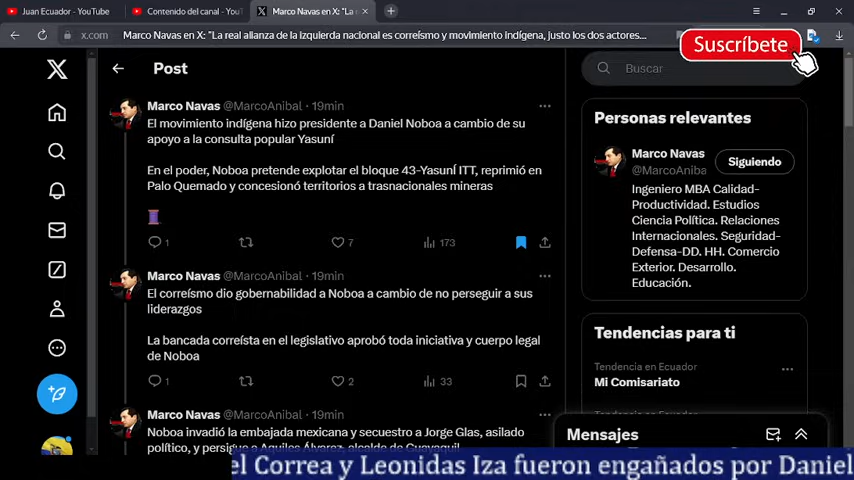 Juan Ecuador - YouTube
Contenido del canal - YouT
Marco Navas en X: "La r
x.com
Marco Navas en X: "La real alianza de la izquierda nacional es correísmo y movimiento indígena, justo los dos actores...
Suscríbete
Post
Buscar
Marco Navas @MarcoAnibal · 19min
El movimiento indígena hizo presidente a Daniel Noboa a cambio de su
apoyo a la consulta popular Yasuní
En el poder, Noboa pretende explotar el bloque 43-YasunÍ ITT, reprimió en
Palo Quemado y concesionó territorios a trasnacionales mineras
1
7
173
Marco Navas @MarcoAnibal · 19min
El correísmo dio gobernabilidad a Noboa a cambio de no perseguir a sus
liderazgos
La bancada correísta en el legislativo aprobó toda iniciativa y cuerpo legal
de Noboa
1
2
33
Marco Navas @MarcoAnibal · 19min
Noboa invadió la embajada mexicana y secuestro a Jorge Glas, asilado
político, y persigue a Aquiles Álvarez, alcalde de Guayaquil
Personas relevantes
Marco Navas
@MarcoAniba
Siguiendo
Ingeniero MBA Calidad-
Productividad. Estudios
Ciencia Política. Relaciones
Internacionales. Seguridad-
Defensa-DD. HH. Comercio
Exterior. Desarrollo.
Educación.
Tendencias para ti
Tendencia en Ecuador
Mi Comisariato
Mensajes
el Correa y Leonidas Iza fueron engañados por Daniel